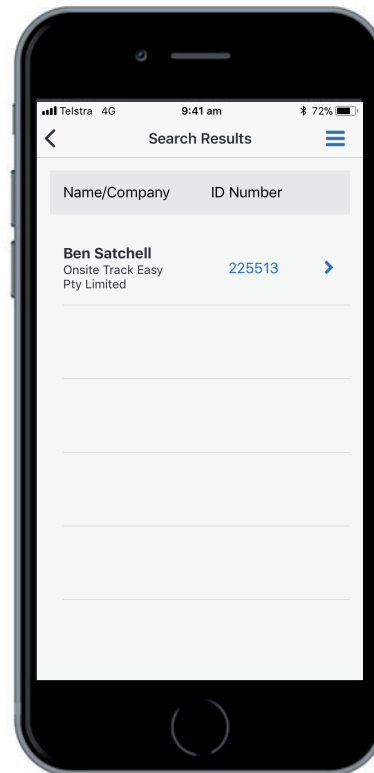 Telstra 4G 9:41 am 72%
Search Results
Name/Company ID Number
Ben Satchell
Onsite Track Easy 225513
Pty Limited